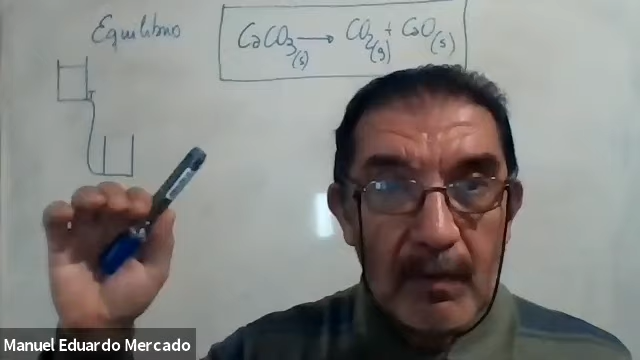 Equilibrio
CaCO3(s) → CO2(g) + CaO(s)
Manuel Eduardo Mercado